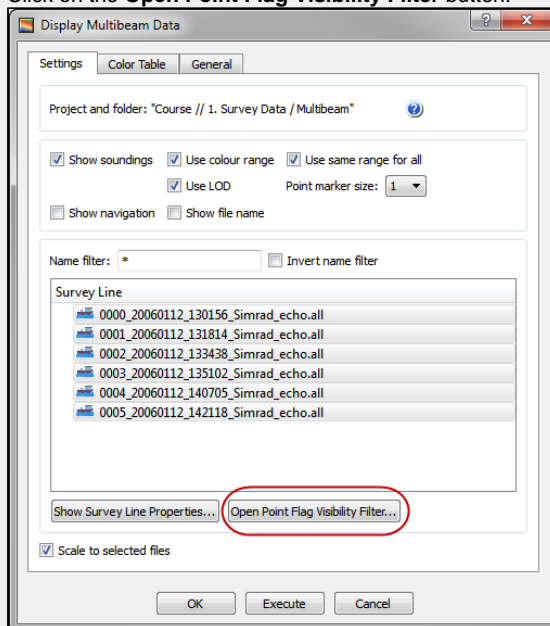 Click on the Open Point Flag Visibility Filter button.
Display Multibeam Data
Settings Color Table General
Project and folder: "Course // 1. Survey Data / Multibeam"
Show soundings Use colour range Use same range for all
Use LOD Point marker size: 1
Show navigation Show file name
Name filter: * Invert name filter
Survey Line
0000_20060112_130156_Simrad_echo.all
0001_20060112_131814_Simrad_echo.all
0002_20060112_133438_Simrad_echo.all
0003_20060112_135102_Simrad_echo.all
0004_20060112_140705_Simrad_echo.all
0005_20060112_142118_Simrad_echo.all
Show Survey Line Properties... Open Point Flag Visibility Filter...
Scale to selected files
OK Execute Cancel